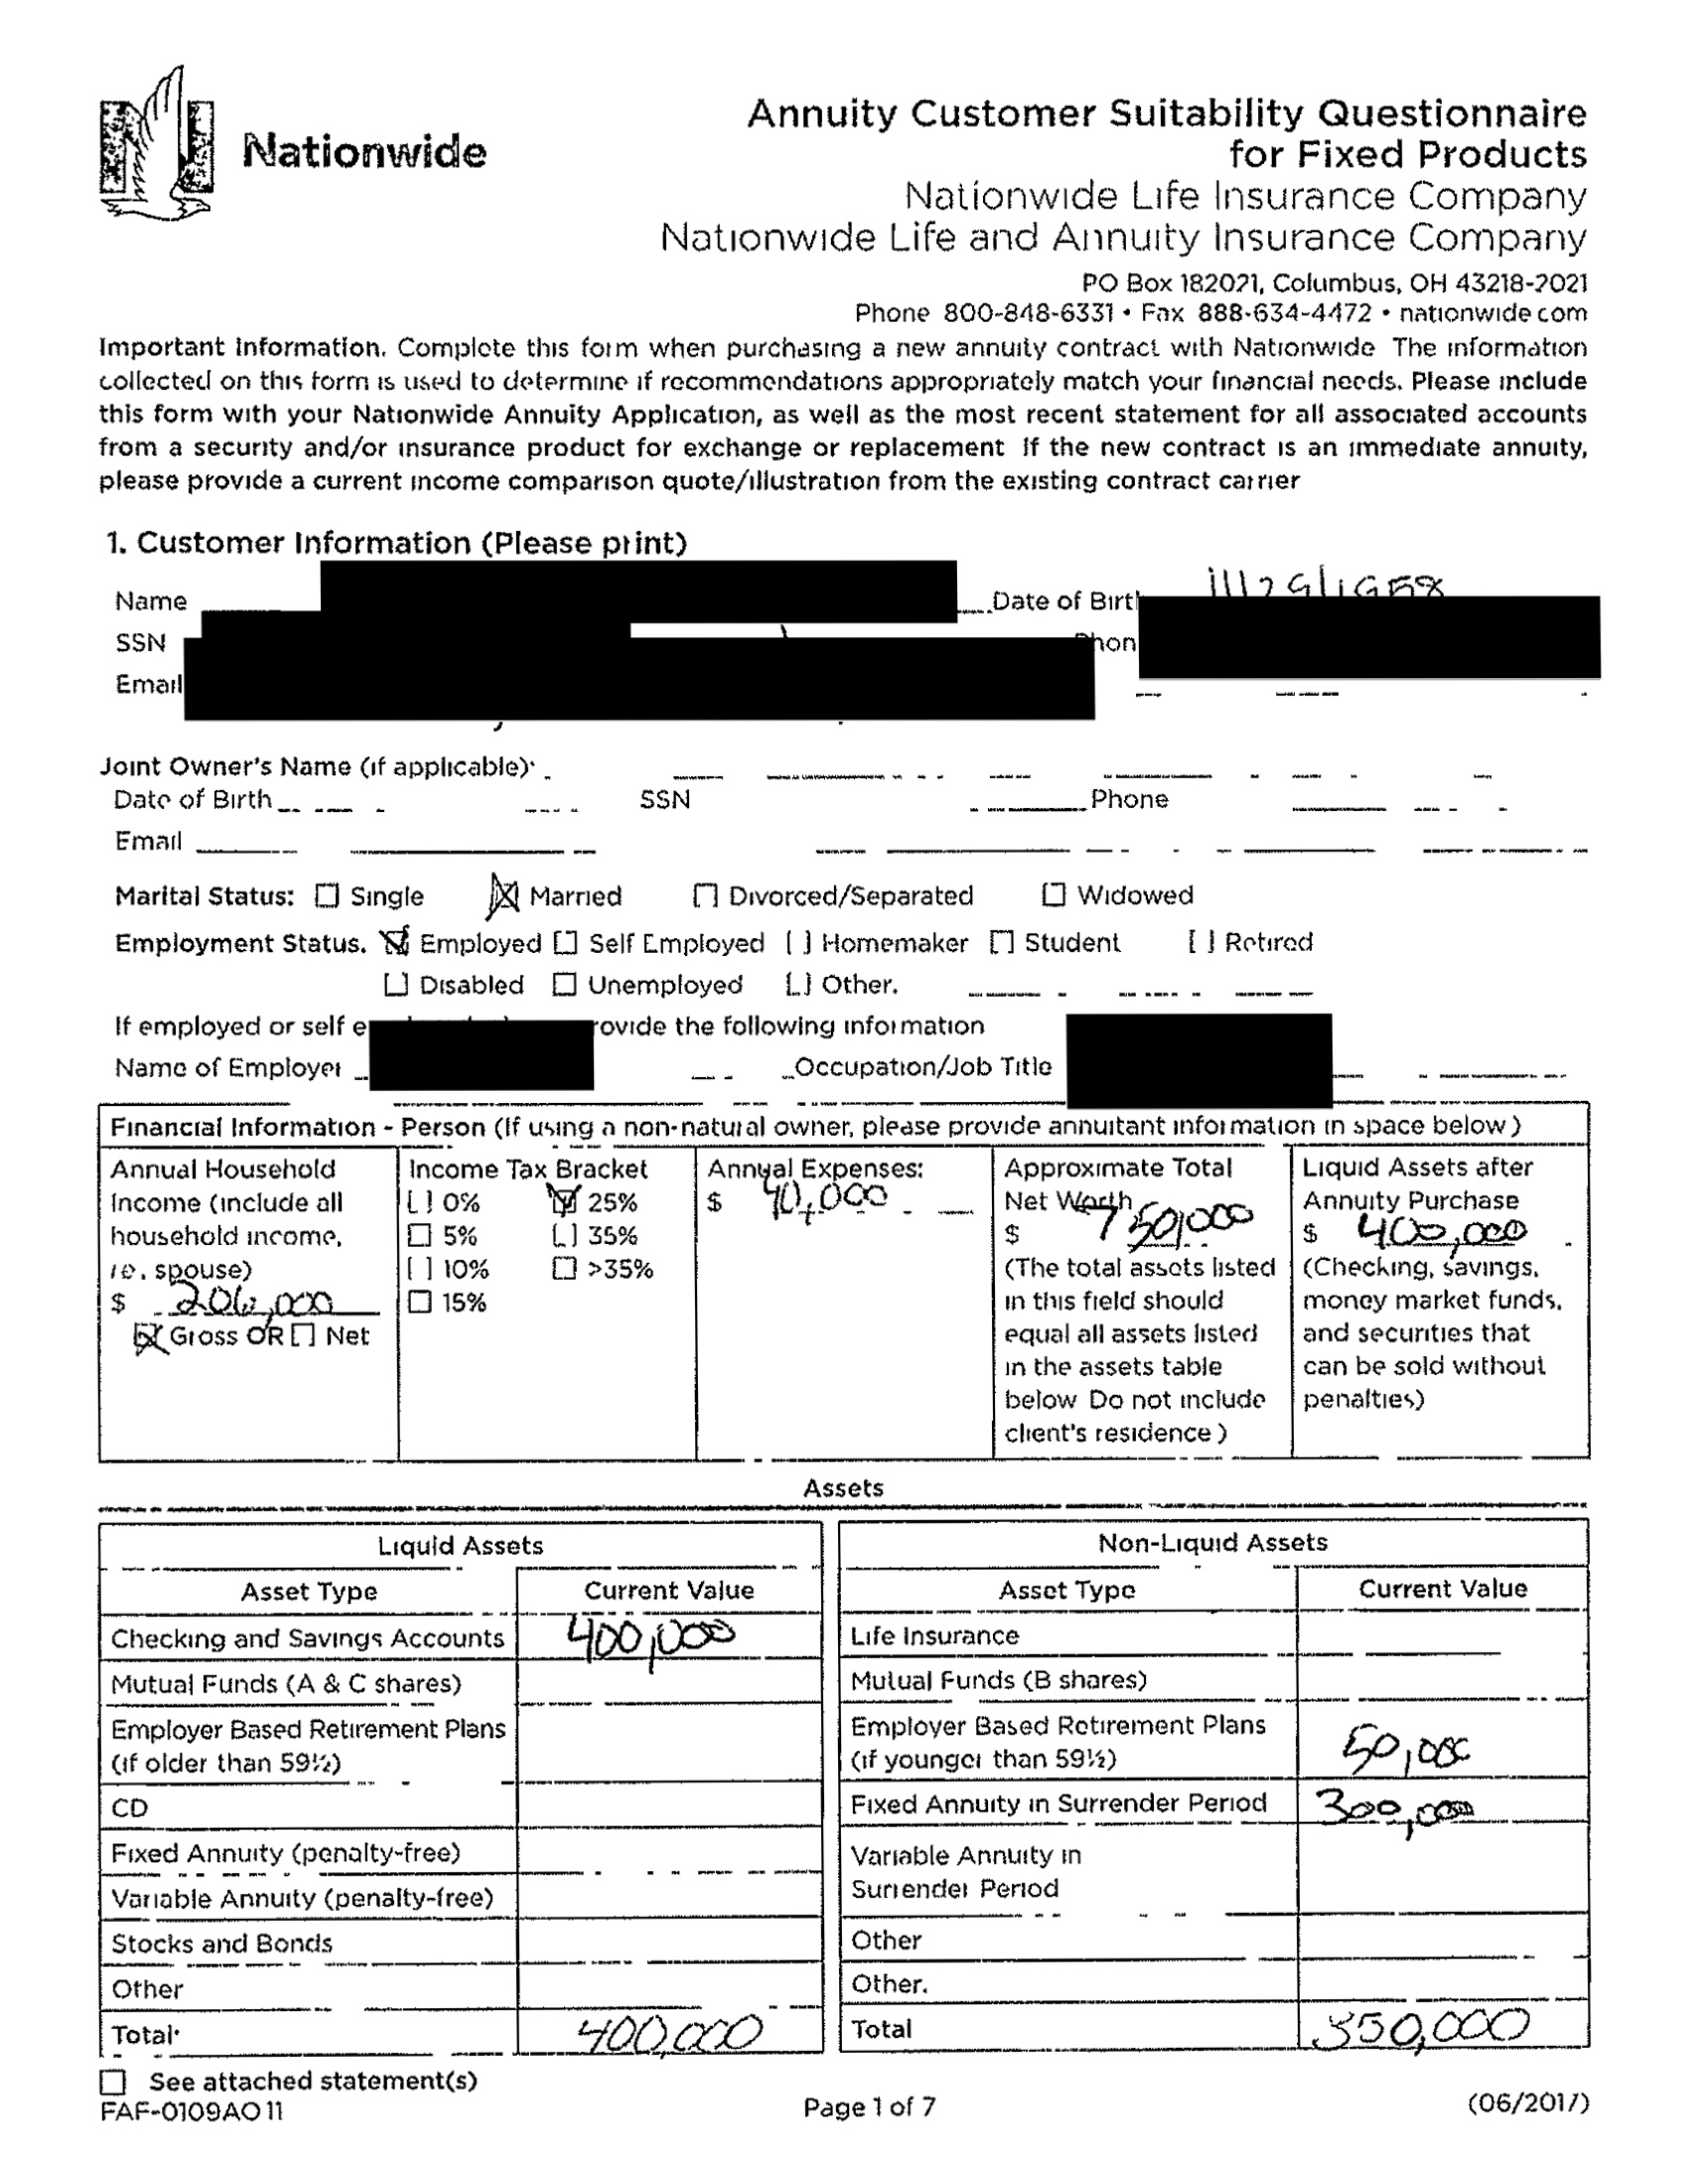 Nationwide
Annuity Customer Suitability Questionnaire
for Fixed Products
Nationwide Life Insurance Company
Nationwide Life and Annuity Insurance Company
PO Box 182021, Columbus, OH 43218-2021
Phone 800-848-6331 • Fax 888-634-4472 • nationwide com
Important Information. Complete this form when purchasing a new annuity contract with Nationwide The information
collected on this form is used to determine if recommendations appropriately match your financial needs. Please include
this form with your Nationwide Annuity Application, as well as the most recent statement for all associated accounts
from a security and/or insurance product for exchange or replacement If the new contract is an immediate annuity,
please provide a current income comparison quote/illustration from the existing contract carrier
1. Customer Information (Please print)
Name Date of Birt
SSN Phon
Email
Joint Owner's Name (if applicable)
Date of Birth SSN Phone
Email
Marital Status: Single Married Divorced/Separated Widowed
Employment Status. Employed Self Employed Homemaker Student Retired
Disabled Unemployed Other.
If employed or self e rovide the following information
Name of Employer Occupation/Job Title
Financial Information - Person (If using a non-natural owner, please provide annuitant information in space below)
Annual Household
Income (include all
household income,
ie. spouse)
$ 206,000
Gross OR Net
Income Tax Bracket
0% 25%
5% 35%
10% >35%
15%
Annual Expenses:
$ 40,000
Approximate Total
Net Worth
$ 750,000
(The total assets listed
in this field should
equal all assets listed
in the assets table
below Do not include
client's residence)
Liquid Assets after
Annuity Purchase
$ 400,000
(Checking, savings,
money market funds,
and securities that
can be sold without
penalties)
Assets
Liquid Assets
Asset Type Current Value
Checking and Savings Accounts 400,000
Mutual Funds (A & C shares)
Employer Based Retirement Plans
(if older than 59½)
CD
Fixed Annuity (penalty-free)
Variable Annuity (penalty-free)
Stocks and Bonds
Other
Total 400,000
Non-Liquid Assets
Asset Type Current Value
Life Insurance
Mutual Funds (B shares)
Employer Based Retirement Plans
(if younger than 59½) 50,000
Fixed Annuity in Surrender Period 300,000
Variable Annuity in
Surrender Period
Other
Other.
Total 350,000
See attached statement(s)
FAF-0109AO 11
Page 1 of 7
(06/2017)